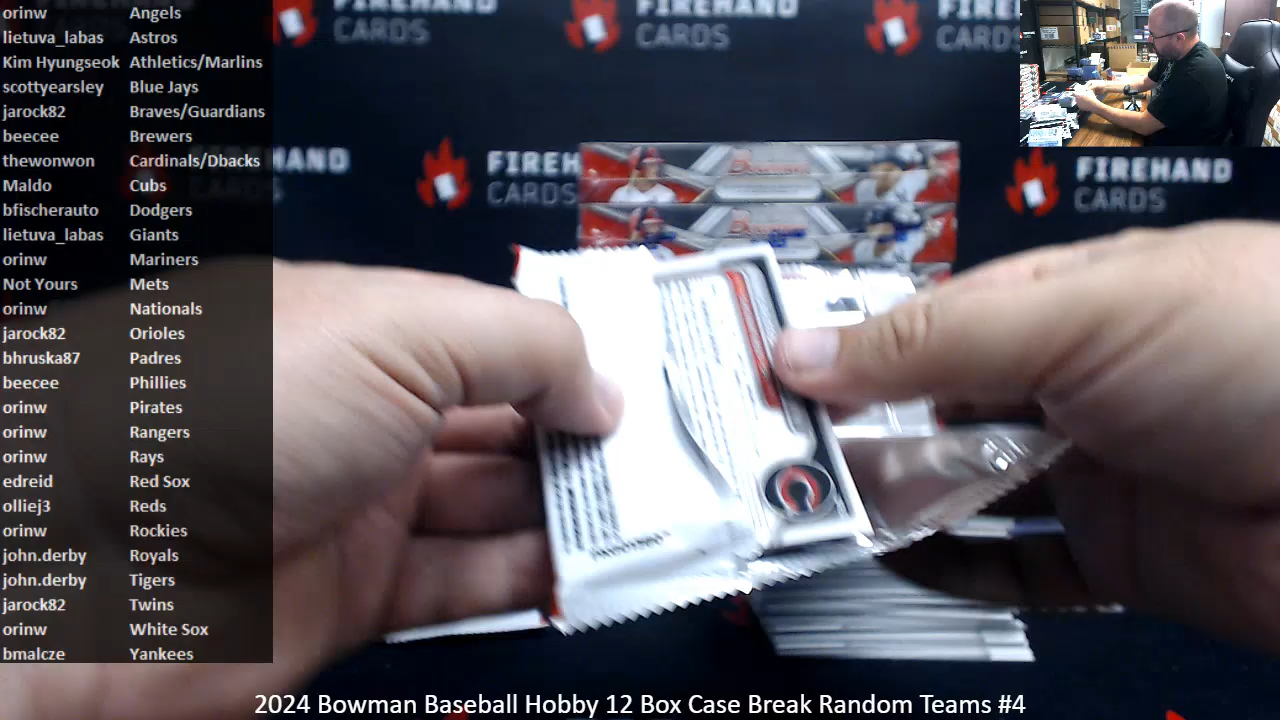 orinw Angels
lietuva_labas Astros
Kim Hyungseok Athletics/Marlins
scottyearsley Blue Jays
jarock82 Braves/Guardians
beecee Brewers
thewonwon Cardinals/Dbacks
Maldo Cubs
bfischerauto Dodgers
lietuva_labas Giants
orinw Mariners
Not Yours Mets
orinw Nationals
jarock82 Orioles
bhruska87 Padres
beecee Phillies
orinw Pirates
orinw Rangers
orinw Rays
edreid Red Sox
olliej3 Reds
orinw Rockies
john.derby Royals
john.derby Tigers
jarock82 Twins
orinw White Sox
bmalcze Yankees
FIREHAND
CARDS
FIREHAND
CARDS
FIRE
CARDS
HAND
CARDS
FIREH
CARDS
FIREHAND
CARDS
Bowman
2024 Bowman Baseball Hobby 12 Box Case Break Random Teams #4